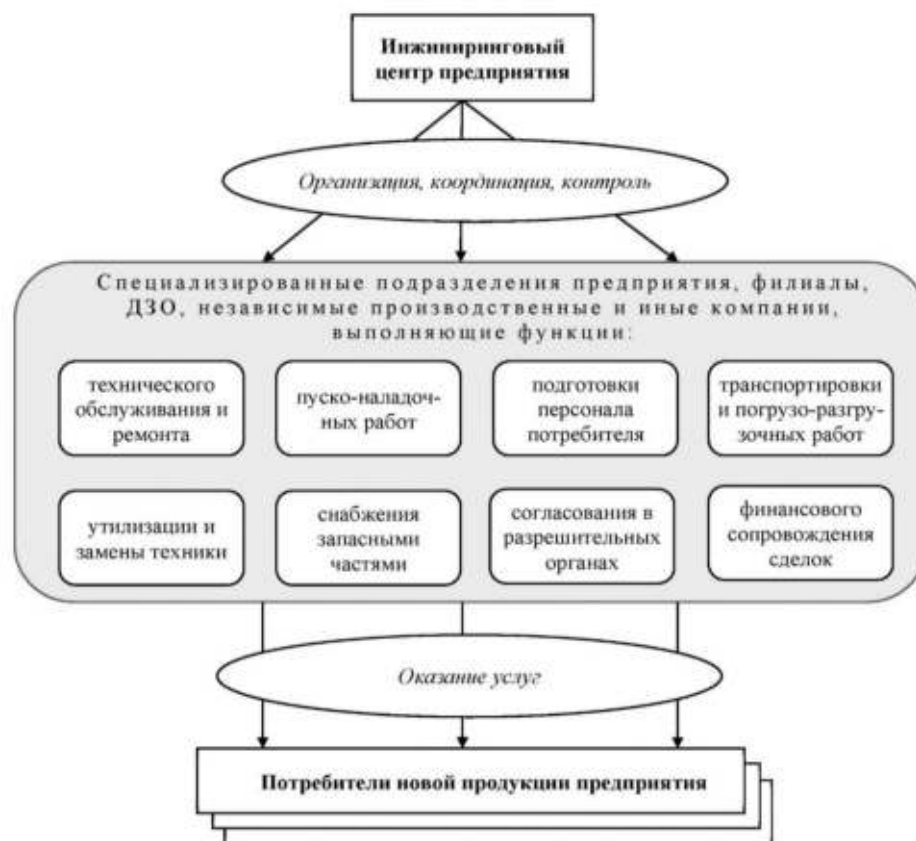 Инжиниринговый
центр предприятия
Организация, координация, контроль
Специализированные подразделения предприятия, филиалы,
ДЗО, независимые производственные и иные компании,
выполняющие функции:
технического
обслуживания и
ремонта
пуско-наладоч-
ных работ
подготовки
персонала
потребителя
транспортировки
и погрузо-разгру-
зочных работ
утилизации и
замены техники
снабжения
запасными
частями
согласования в
разрешительных
органах
финансового
сопровождения
сделок
Оказание услуг
Потребители новой продукции предприятия